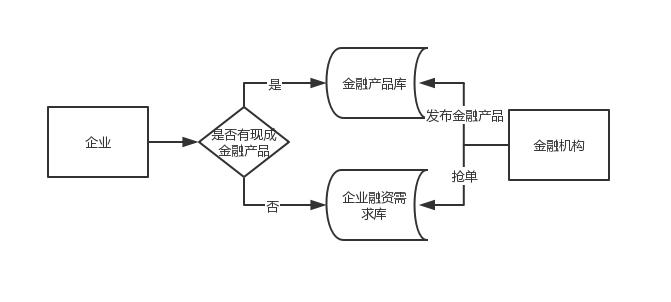 企业
是否有现成
金融产品
是
否
金融产品库
企业融资需
求库
发布金融产品
抢单
金融机构